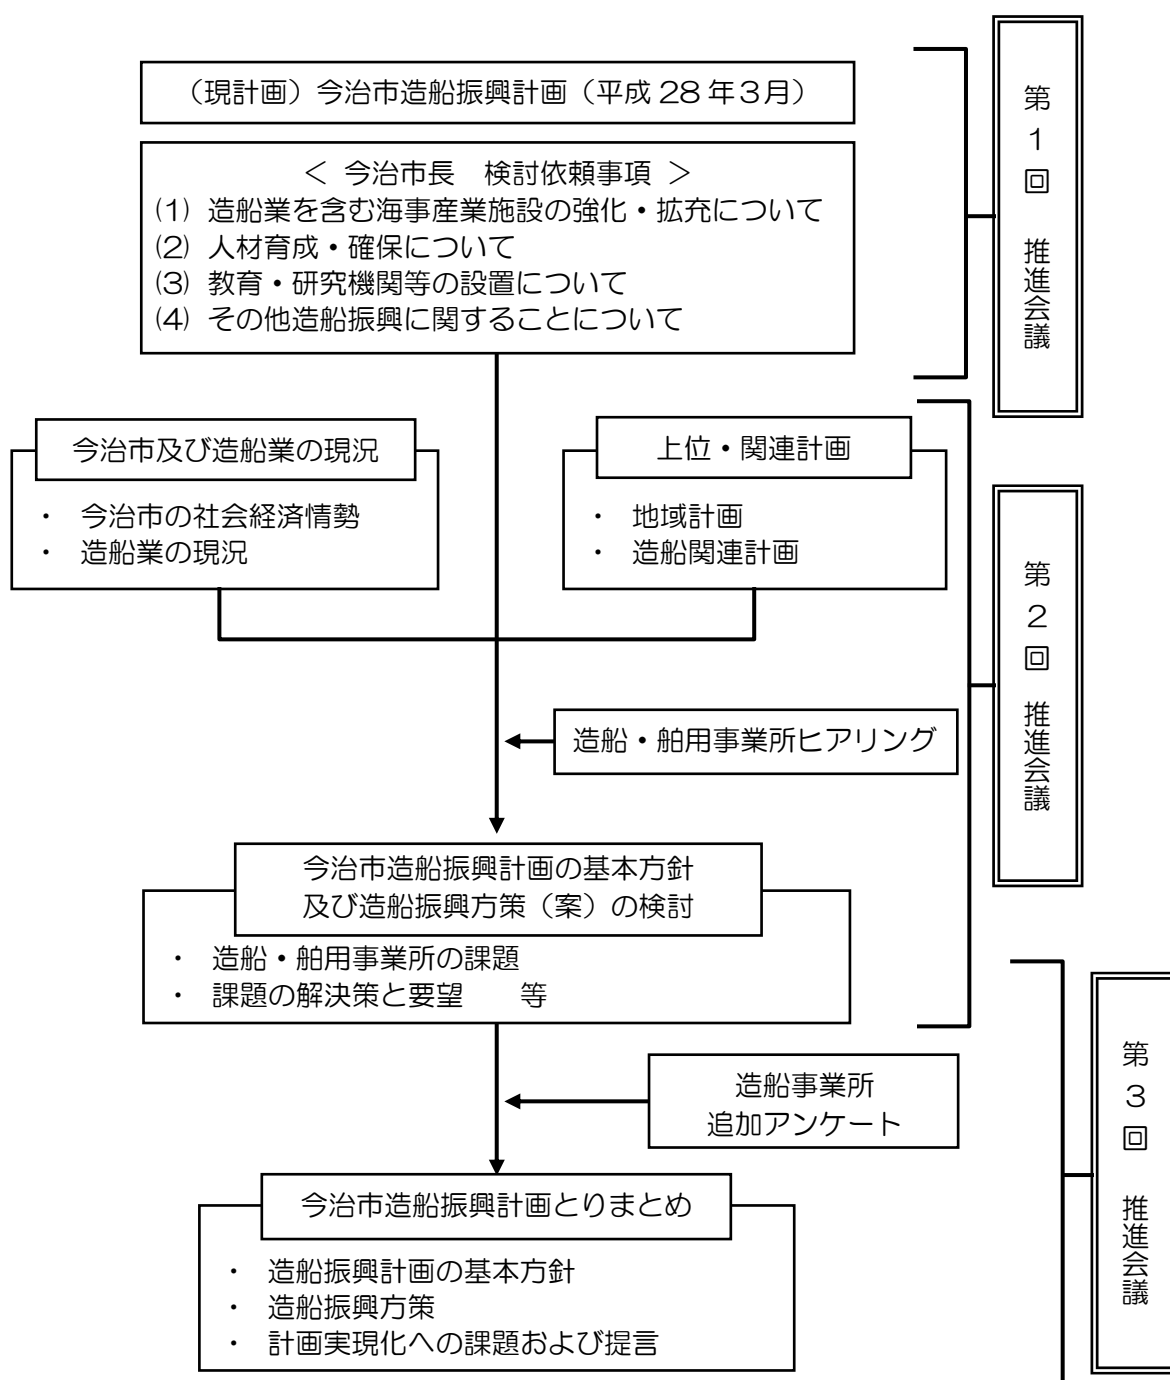 （現計画）今治市造船振興計画（平成28年3月）
＜ 今治市長　検討依頼事項 ＞
(1) 造船業を含む海事産業施設の強化・拡充について
(2) 人材育成・確保について
(3) 教育・研究機関等の設置について
(4) その他造船振興に関することについて
第1回　推進会議
今治市及び造船業の現況
・ 今治市の社会経済情勢
・ 造船業の現況
上位・関連計画
・ 地域計画
・ 造船関連計画
造船・舶用事業所ヒアリング
第2回　推進会議
今治市造船振興計画の基本方針
及び造船振興方策（案）の検討
・ 造船・舶用事業所の課題
・ 課題の解決策と要望　　等
造船事業所
追加アンケート
今治市造船振興計画とりまとめ
・ 造船振興計画の基本方針
・ 造船振興方策
・ 計画実現化への課題および提言
第3回　推進会議